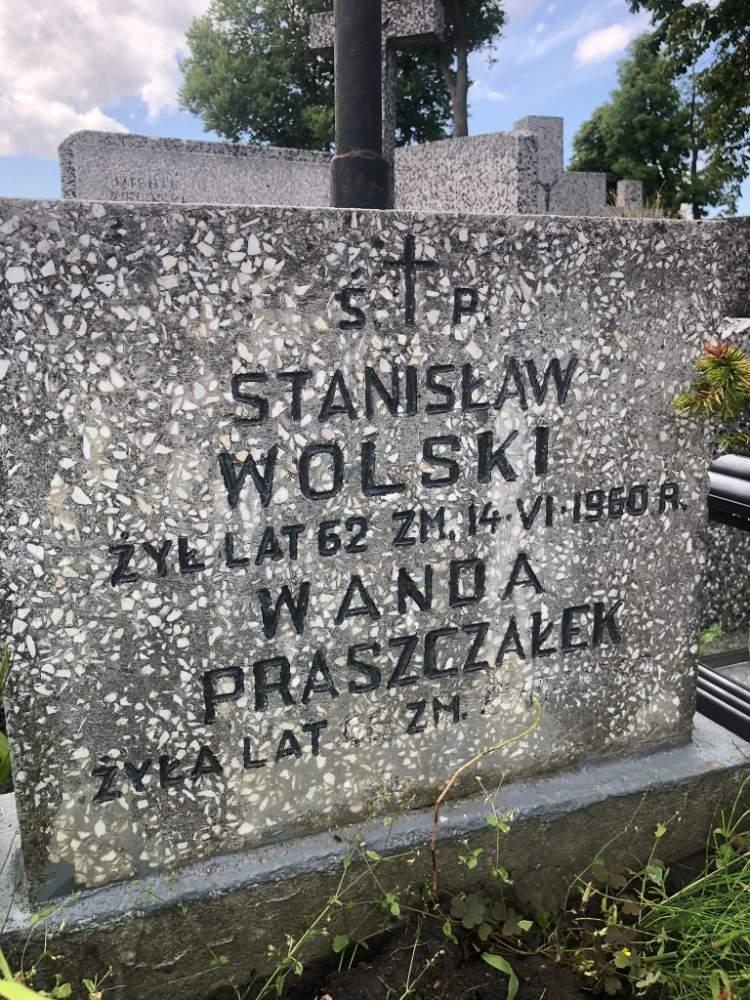 Ś P.
STANISŁAW
WOLSKI
ŻYŁ LAT 62 ZM. 14·VI·1960 R.
WANDA
PRASZCZAŁEK
ŻYŁA LAT ZM.